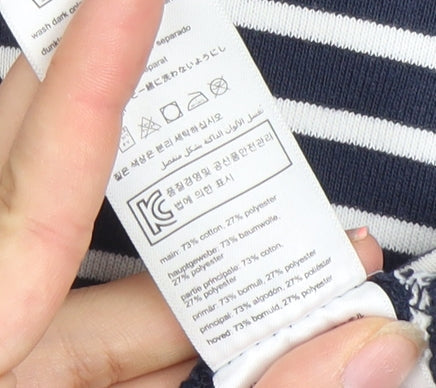 wash dark
separado
separat
と一緒に洗わないように
짙은 색상은 분리 세탁하십시오
KC
품질경영및 공산품안전관리
법에 의한 표시
main: 73% cotton, 27% polyester
hauptgewebe: 73% baumwolle,
27% polyester
partie principale: 73% coton,
27% polyester
primär: 73% bomull, 27% polyester
principal: 73% algodón, 27% poliéster
hoved: 73% bomuld, 27% polyester